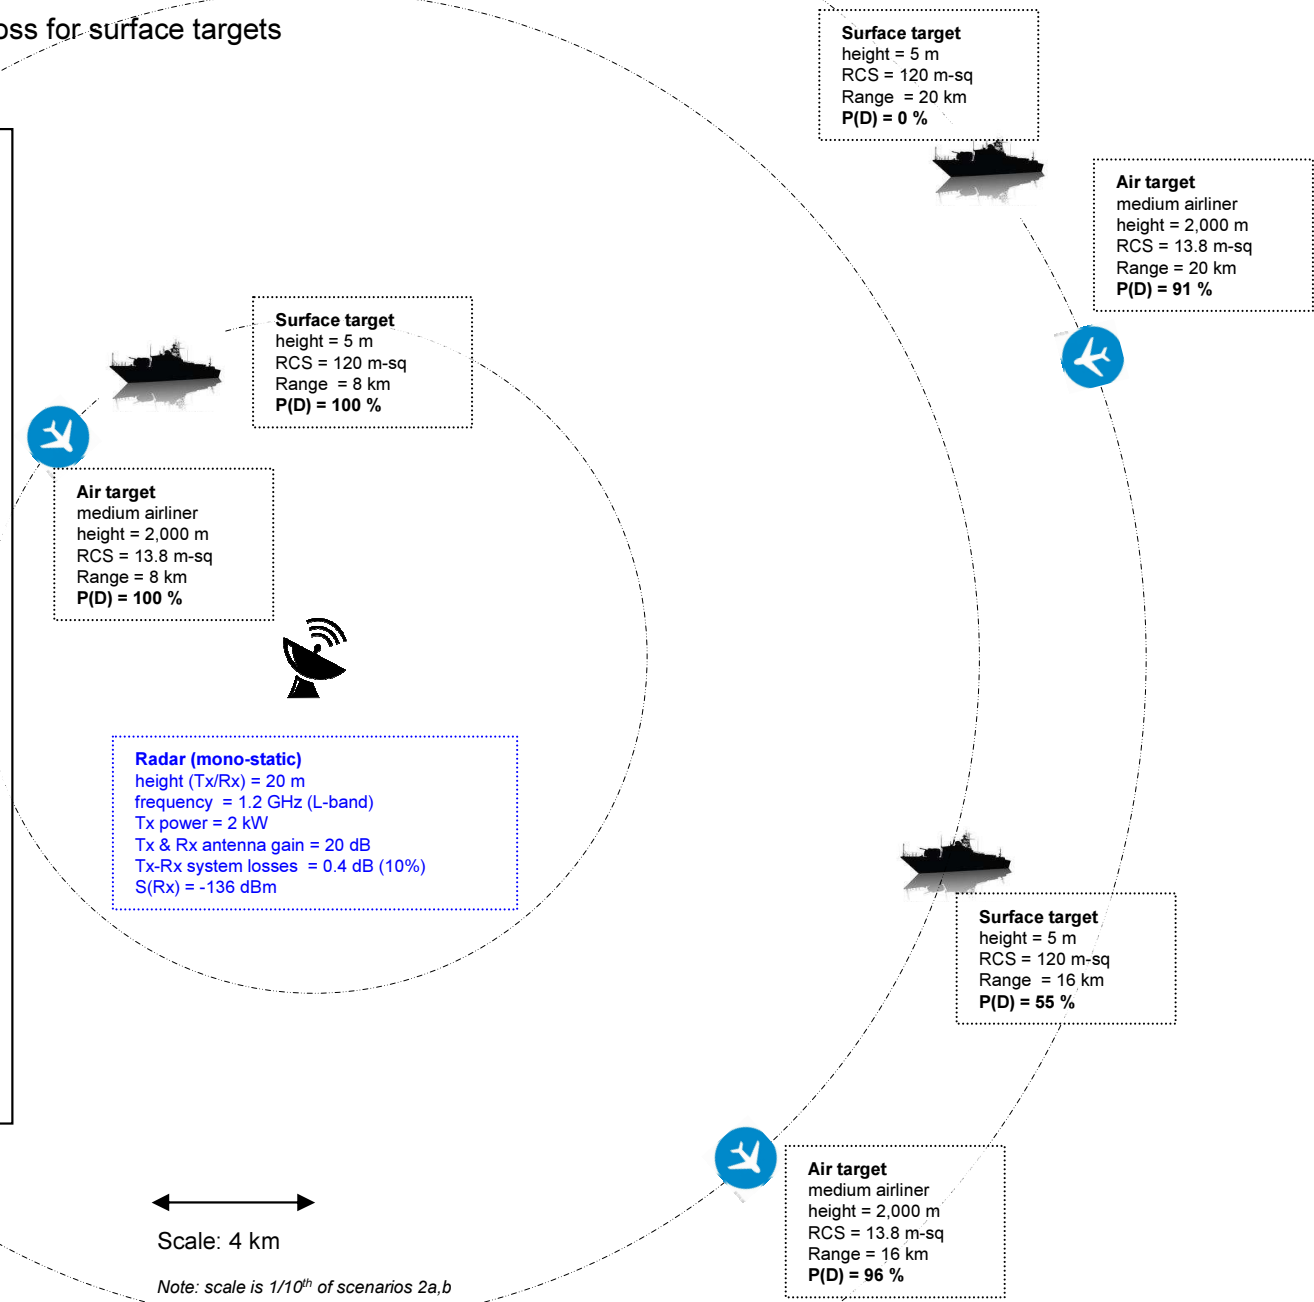 oss for surface targets
Surface target
height = 5 m
RCS = 120 m-sq
Range = 20 km
P(D) = 0 %
Air target
medium airliner
height = 2,000 m
RCS = 13.8 m-sq
Range = 20 km
P(D) = 91 %
Surface target
height = 5 m
RCS = 120 m-sq
Range = 8 km
P(D) = 100 %
Air target
medium airliner
height = 2,000 m
RCS = 13.8 m-sq
Range = 8 km
P(D) = 100 %
Radar (mono-static)
height (Tx/Rx) = 20 m
frequency = 1.2 GHz (L-band)
Tx power = 2 kW
Tx & Rx antenna gain = 20 dB
Tx-Rx system losses = 0.4 dB (10%)
S(Rx) = -136 dBm
Surface target
height = 5 m
RCS = 120 m-sq
Range = 16 km
P(D) = 55 %
Air target
medium airliner
height = 2,000 m
RCS = 13.8 m-sq
Range = 16 km
P(D) = 96 %
Scale: 4 km
Note: scale is 1/10th of scenarios 2a,b